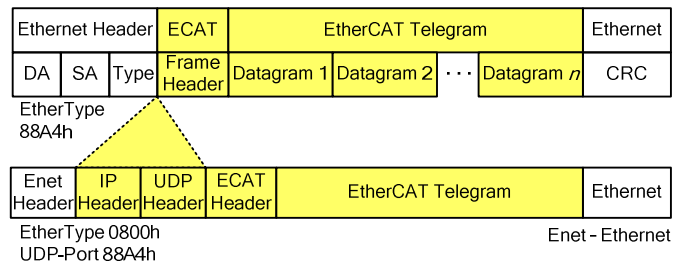 Ethernet Header ECAT EtherCAT Telegram Ethernet
DA SA Type Frame Header Datagram 1 Datagram 2 ··· Datagram n CRC
EtherType
88A4h
Enet Header IP Header UDP Header ECAT Header EtherCAT Telegram Ethernet
EtherType 0800h
UDP-Port 88A4h
Enet - Ethernet